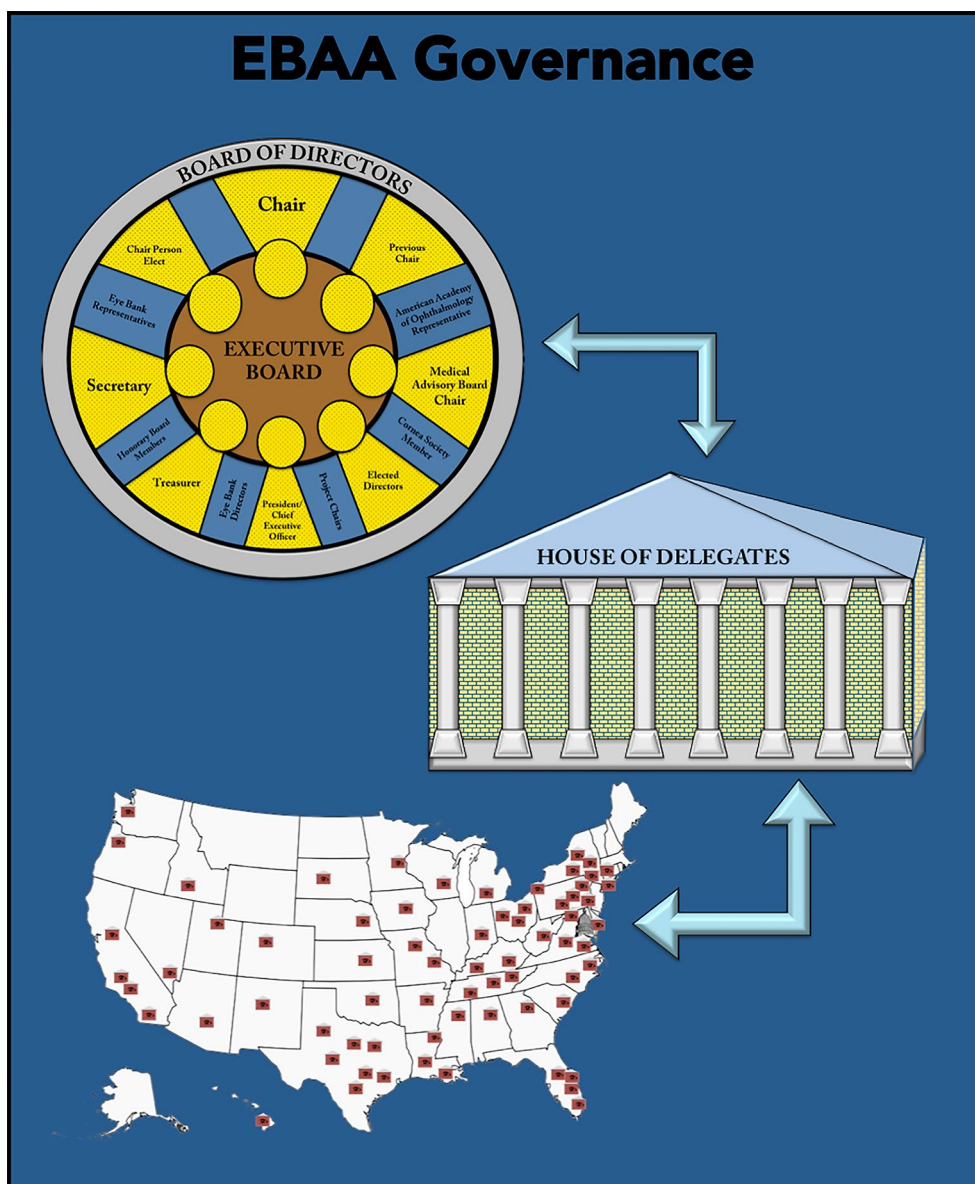 EBAA Governance
BOARD OF DIRECTORS
Chair
Previous
Chair
American Academy
of Ophthalmology
Representative
Medical
Advisory Board
Chair
Cornea Society
Member
Elected
Directors
Project Chairs
President/
Chief
Executive
Officer
Eye Bank
Directors
Treasurer
Honorary Board
Members
Secretary
Eye Bank
Representatives
Chair Person
Elect
EXECUTIVE
BOARD
HOUSE OF DELEGATES